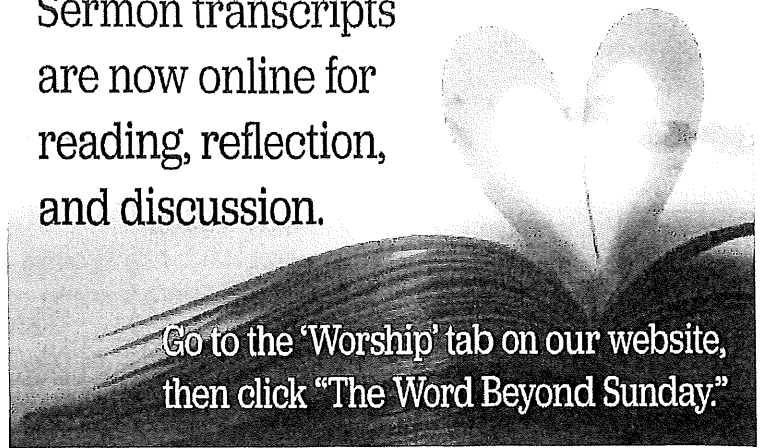 Sermon transcripts
are now online for
reading, reflection,
and discussion.
Go to the ‘Worship’ tab on our website,
then click “The Word Beyond Sunday.”